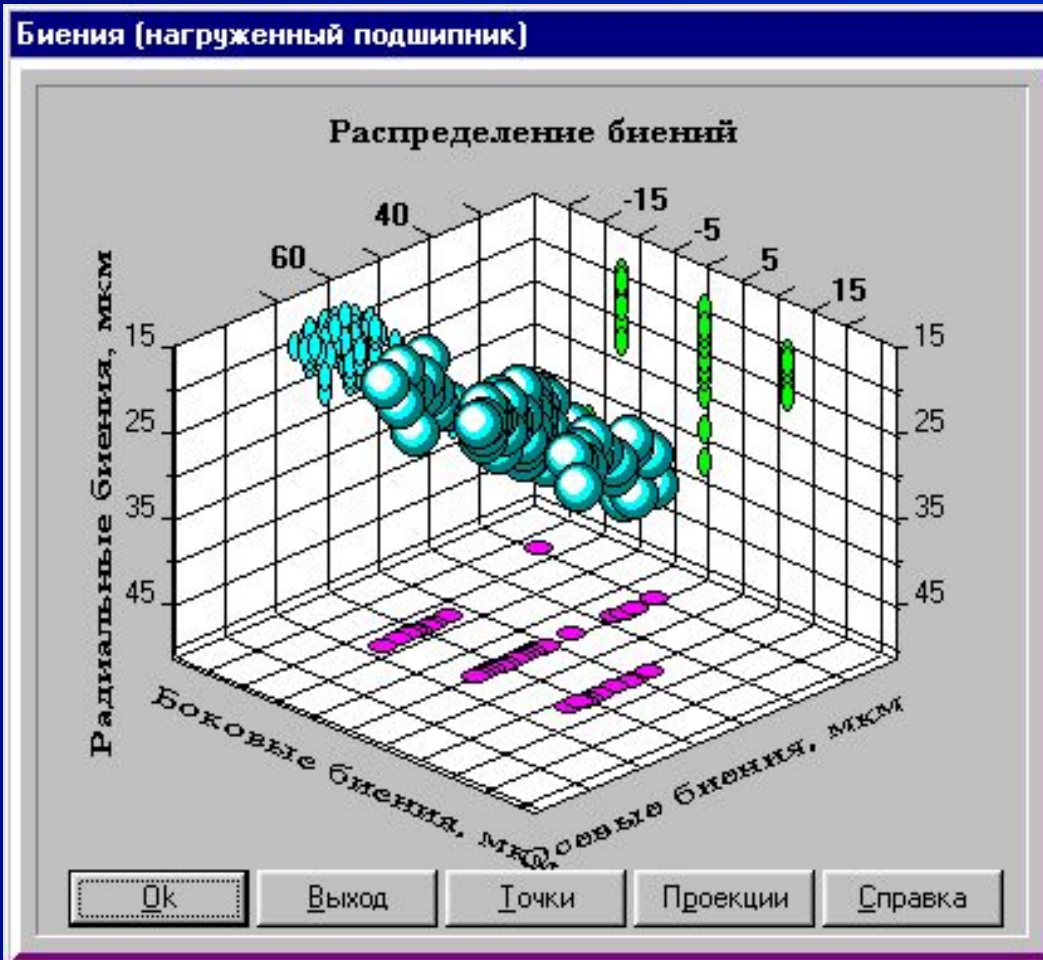 Биения (нагруженный подшипник)
Распределение биений
-15
40
-5
60
5
15
15
15
25
25
35
35
45
45
Радиальные биения, мкм
Боковые биения, мкм
Осевые биения, мкм
Ok
Выход
Точки
Проекции
Справка